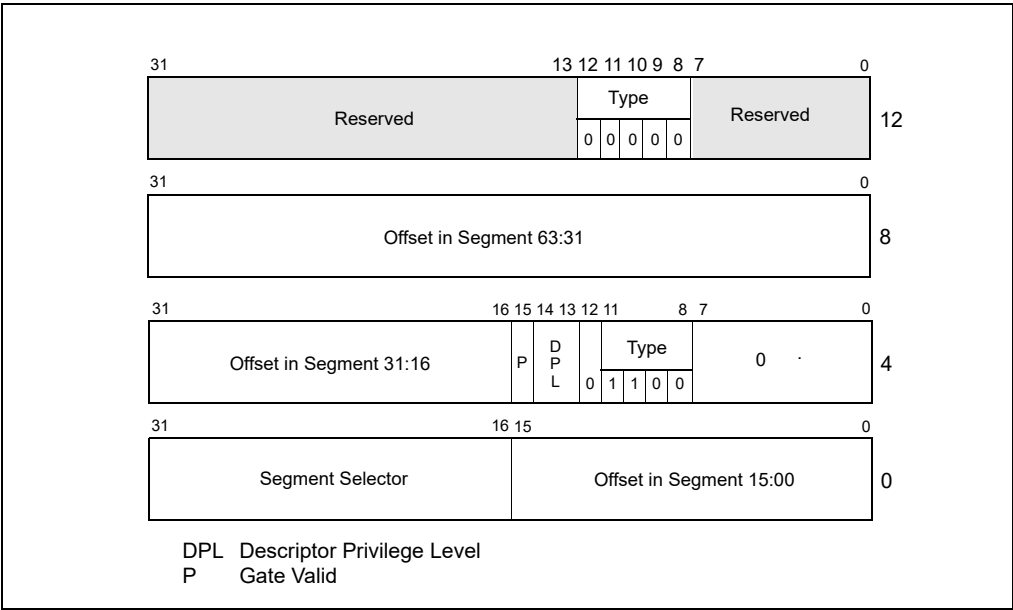 31 13 12 11 10 9 8 7 0
Type
Reserved Reserved 12
0 0 0 0 0
31 0
Offset in Segment 63:31 8
31 16 15 14 13 12 11 8 7 0
Offset in Segment 31:16 P D P L Type 0 . 4
0 1 1 0 0
31 16 15 0
Segment Selector Offset in Segment 15:00 0
DPL Descriptor Privilege Level
P Gate Valid